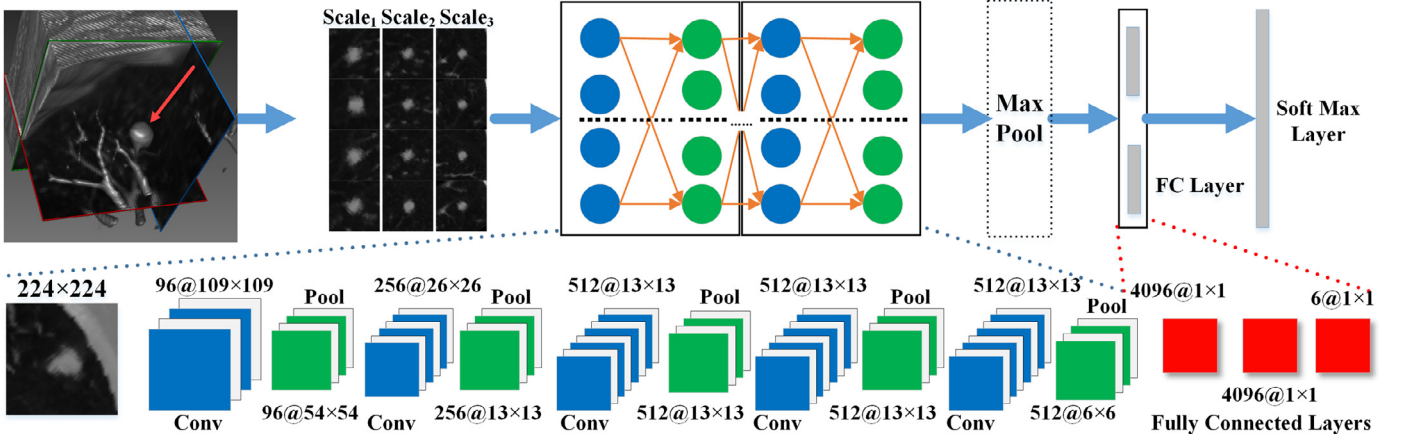 Scale₁ Scale₂ Scale₃
Max
Pool
FC Layer
Soft Max
Layer
224×224
96@109×109
Conv
Pool
96@54×54
256@26×26
Conv
Pool
256@13×13
512@13×13
Conv
Pool
512@13×13
512@13×13
Conv
Pool
512@13×13
512@13×13
Conv
Pool
512@6×6
4096@1×1
4096@1×1
6@1×1
Fully Connected Layers